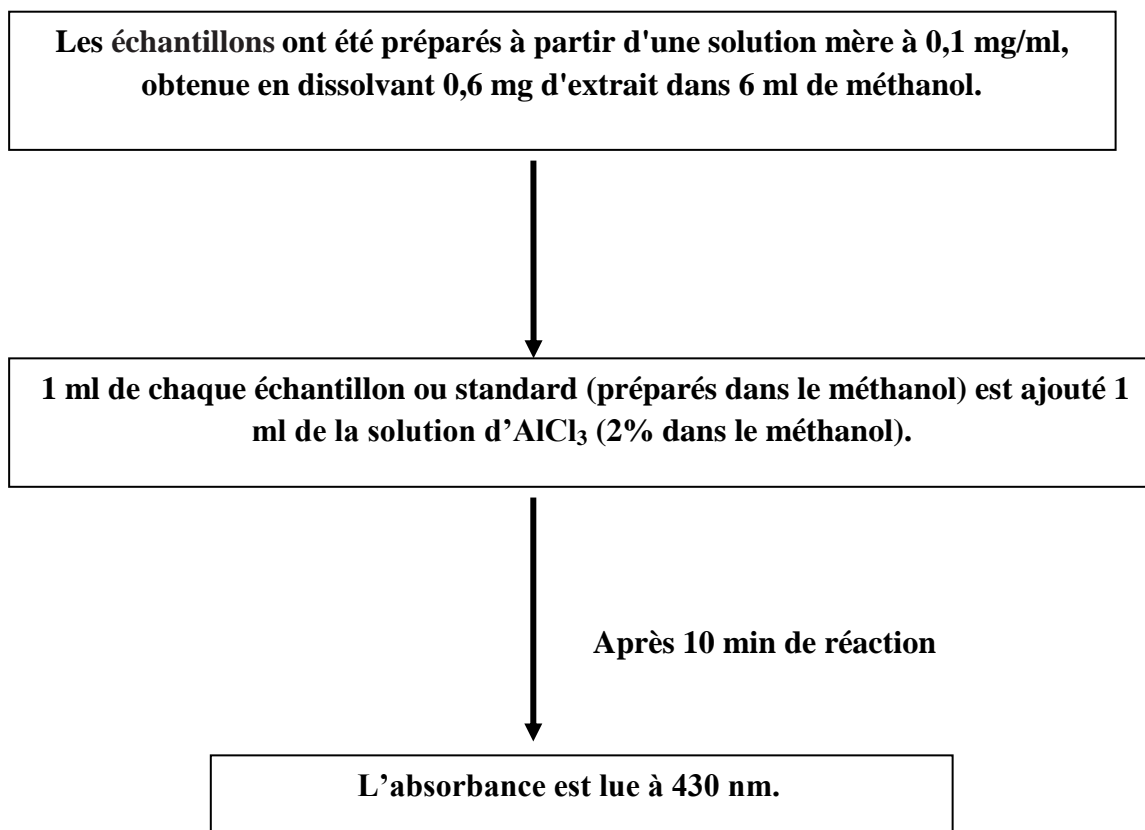 Les échantillons ont été préparés à partir d'une solution mère à 0,1 mg/ml,
obtenue en dissolvant 0,6 mg d'extrait dans 6 ml de méthanol.
1 ml de chaque échantillon ou standard (préparés dans le méthanol) est ajouté 1
ml de la solution d’AlCl₃ (2% dans le méthanol).
Après 10 min de réaction
L’absorbance est lue à 430 nm.